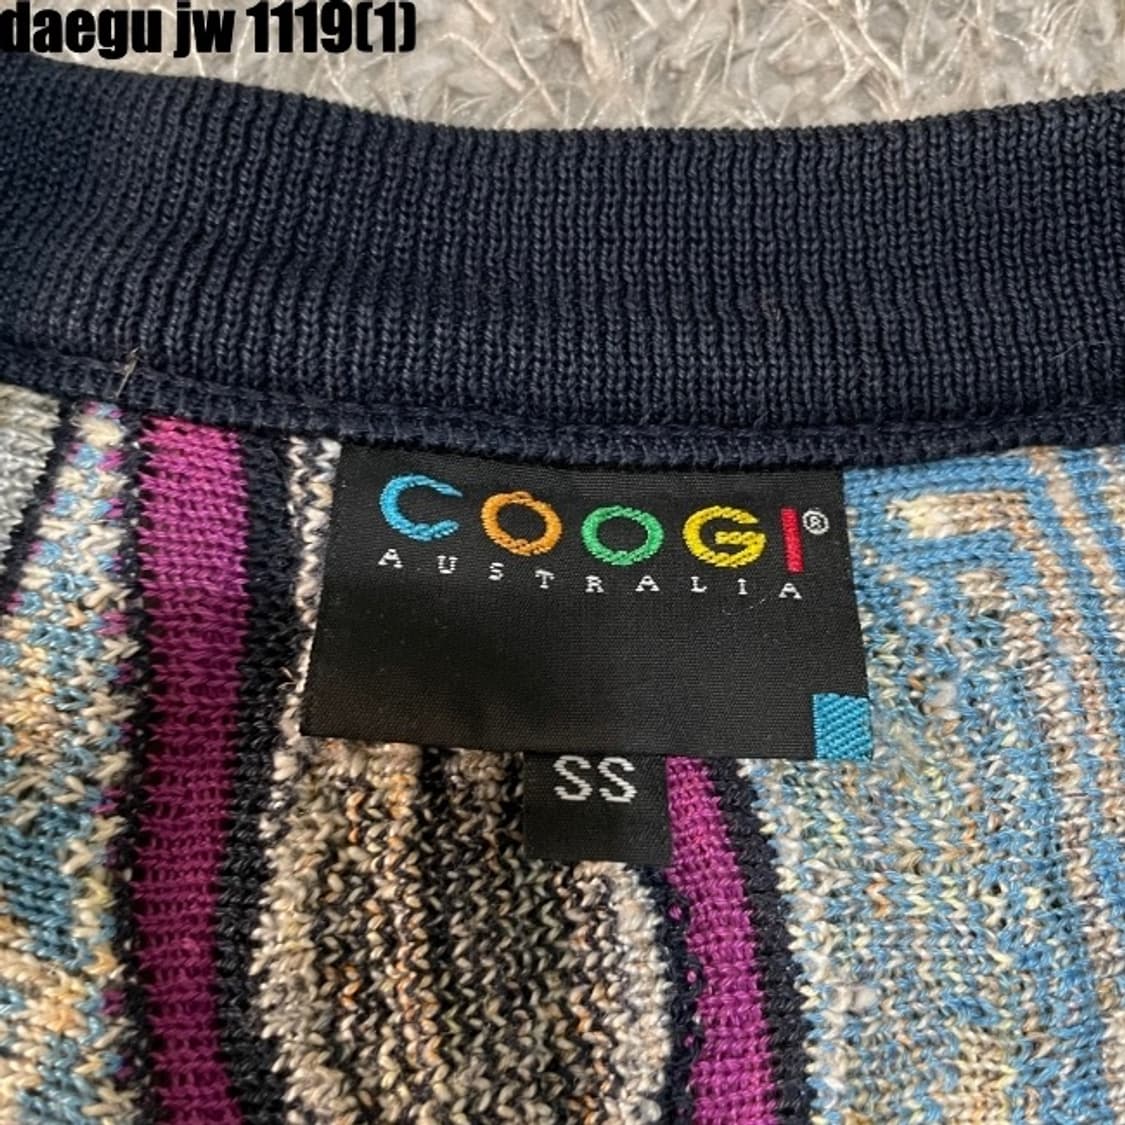 daegu jw 1119(1)
COOGI®
AUSTRALIA
SS